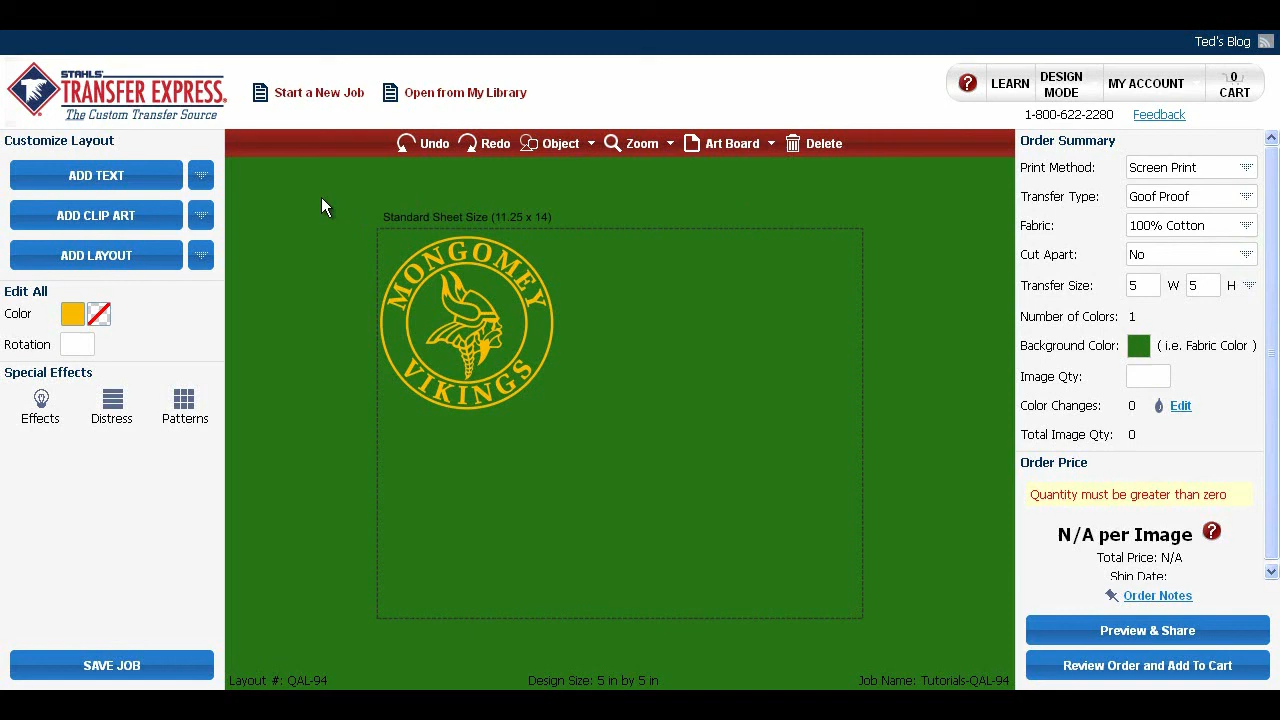 Ted's Blog
STAHLS'
TRANSFER EXPRESS.
The Custom Transfer Source
Start a New Job
Open from My Library
?
LEARN
DESIGN MODE
MY ACCOUNT
0
CART
1-800-622-2280
Feedback
Customize Layout
ADD TEXT
ADD CLIP ART
ADD LAYOUT
Edit All
Color
Rotation
Special Effects
Effects
Distress
Patterns
SAVE JOB
Undo
Redo
Object
Zoom
Art Board
Delete
Standard Sheet Size (11.25 x 14)
MONGOMEY
VIKINGS
Layout #: QAL-94
Design Size: 5 in by 5 in
Job Name: Tutorials-QAL-94
Order Summary
Print Method: Screen Print
Transfer Type: Goof Proof
Fabric: 100% Cotton
Cut Apart: No
Transfer Size: 5 W 5 H
Number of Colors: 1
Background Color: ( i.e. Fabric Color )
Image Qty:
Color Changes: 0 Edit
Total Image Qty: 0
Order Price
Quantity must be greater than zero
N/A per Image ?
Total Price: N/A
Ship Date:
Order Notes
Preview & Share
Review Order and Add To Cart